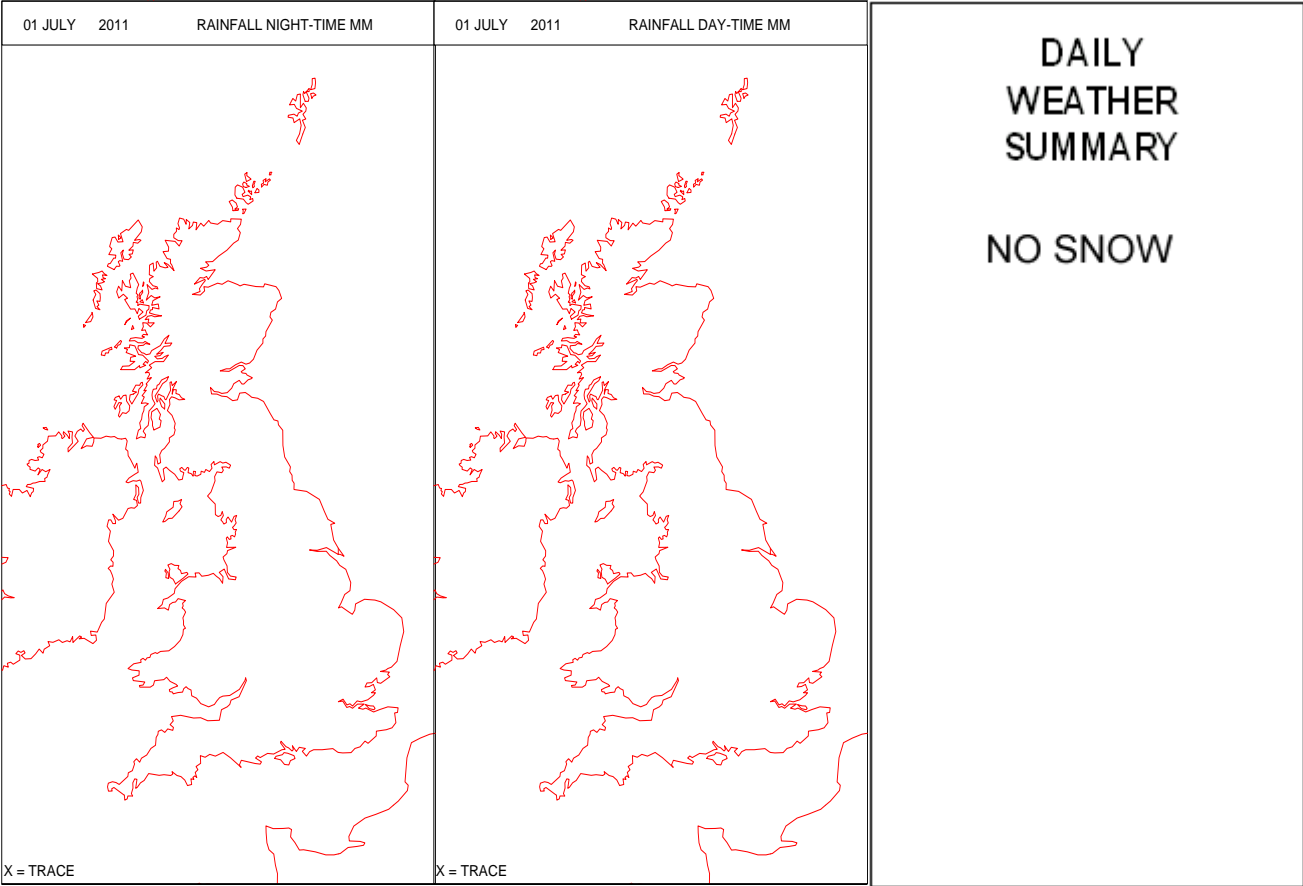 01 JULY 2011 RAINFALL NIGHT-TIME MM
X = TRACE
01 JULY 2011 RAINFALL DAY-TIME MM
X = TRACE
DAILY
WEATHER
SUMMARY
NO SNOW